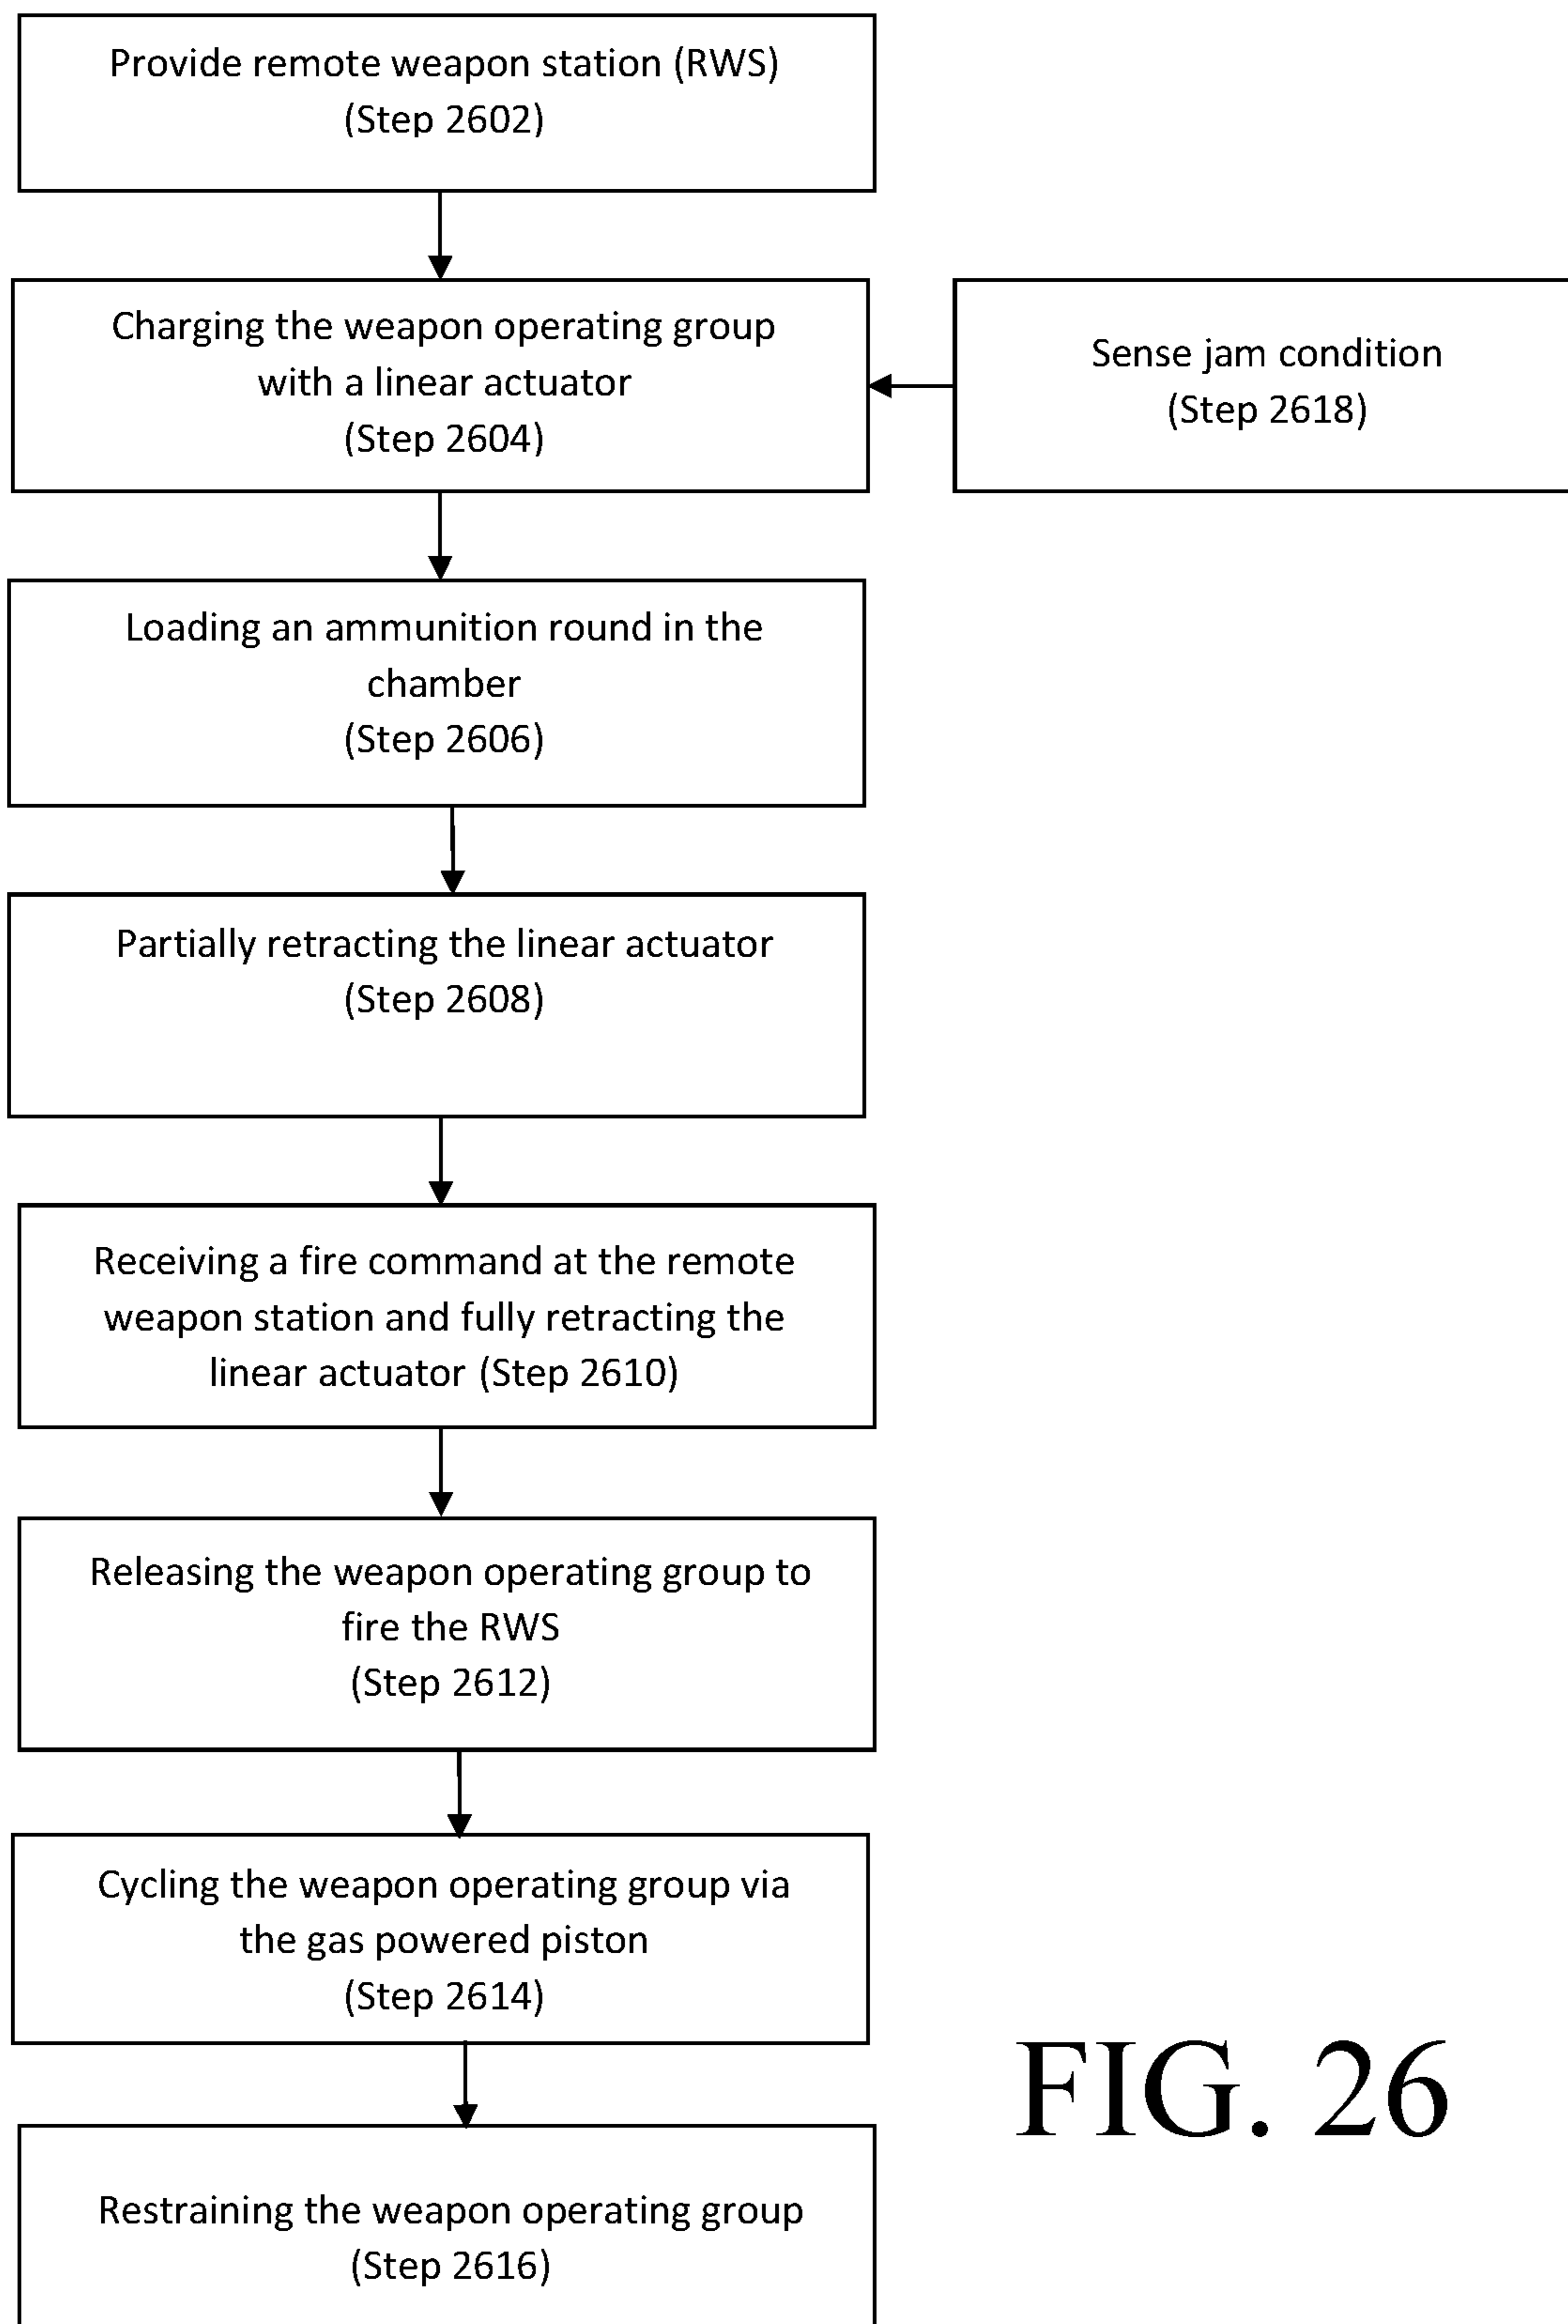 Provide remote weapon station (RWS)
(Step 2602)
Charging the weapon operating group
with a linear actuator
(Step 2604)
Sense jam condition
(Step 2618)
Loading an ammunition round in the
chamber
(Step 2606)
Partially retracting the linear actuator
(Step 2608)
Receiving a fire command at the remote
weapon station and fully retracting the
linear actuator (Step 2610)
Releasing the weapon operating group to
fire the RWS
(Step 2612)
Cycling the weapon operating group via
the gas powered piston
(Step 2614)
Restraining the weapon operating group
(Step 2616)
FIG. 26